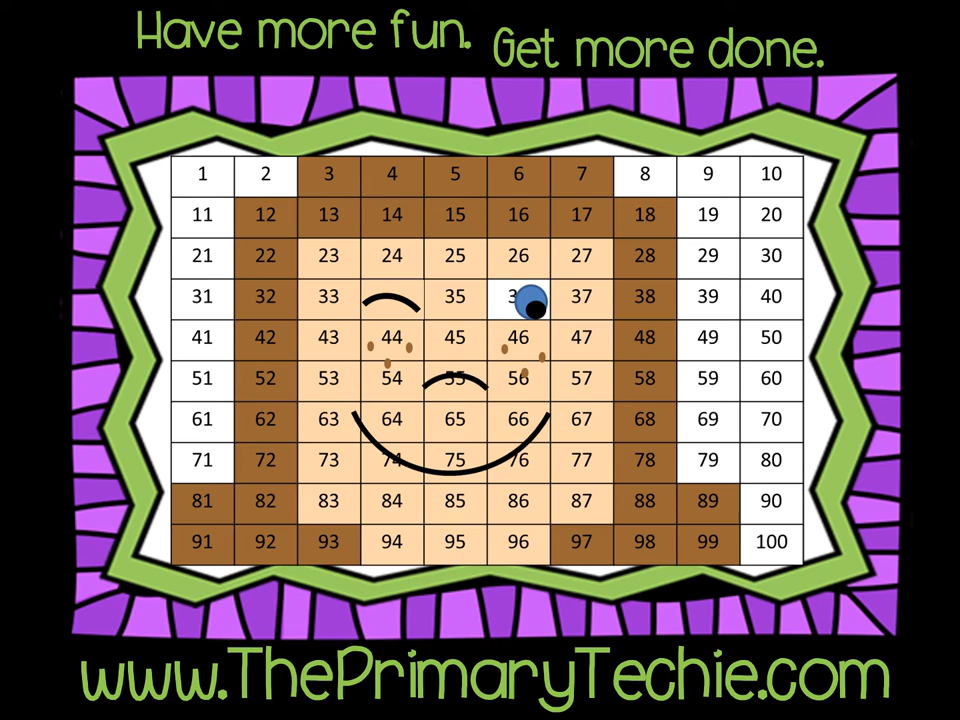 Have more fun. Get more done.
1 2 3 4 5 6 7 8 9 10
11 12 13 14 15 16 17 18 19 20
21 22 23 24 25 26 27 28 29 30
31 32 33 35 37 38 39 40
41 42 43 44 45 46 47 48 49 50
51 52 53 54 55 56 57 58 59 60
61 62 63 64 65 66 67 68 69 70
71 72 73 74 75 76 77 78 79 80
81 82 83 84 85 86 87 88 89 90
91 92 93 94 95 96 97 98 99 100
www.ThePrimaryTechie.com